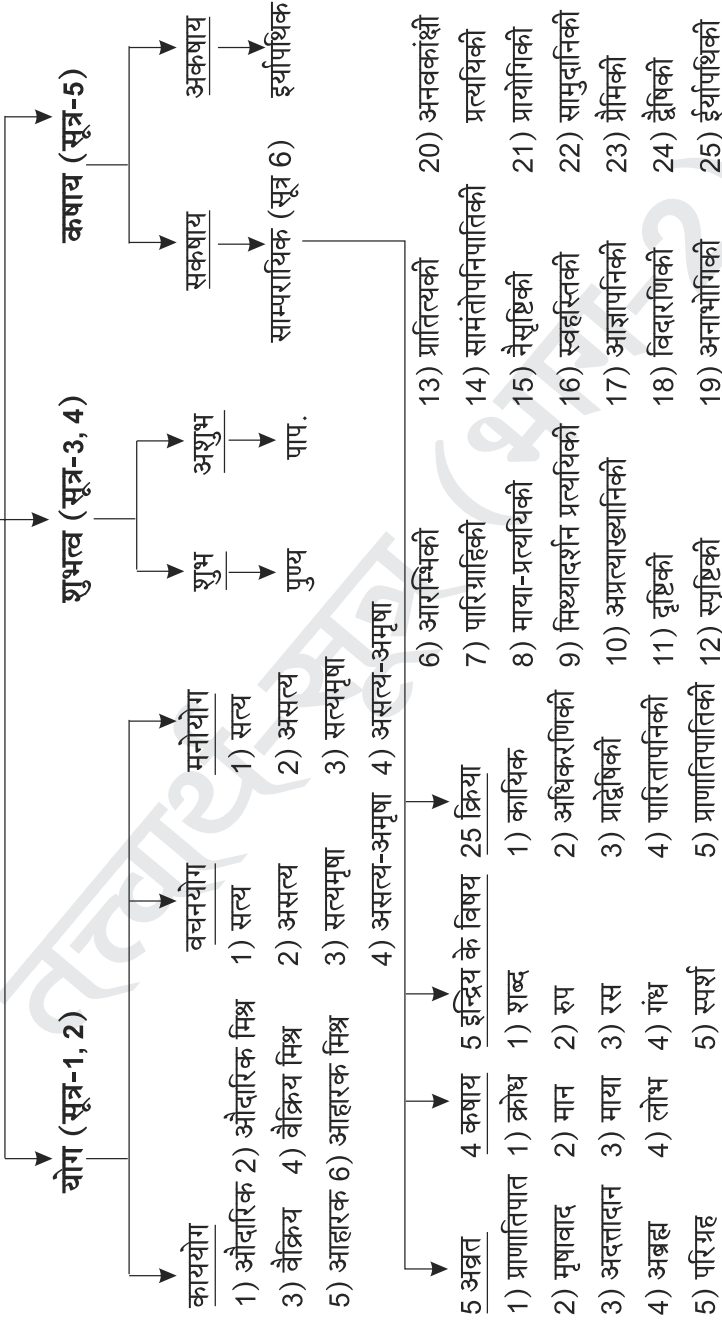 योग (सूत्र-1, 2)
शुभत्व (सूत्र-3, 4)
कषाय (सूत्र-5)
काययोग
वचनयोग
मनोयोग
शुभ
अशुभ
सकषाय
अकषाय
1) औदारिक 2) औदारिक मिश्र
3) वैक्रिय 4) वैक्रिय मिश्र
5) आहारक 6) आहारक मिश्र
1) सत्य
2) असत्य
3) सत्यमृषा
4) असत्य-अमृषा
1) सत्य
2) असत्य
3) सत्यमृषा
4) असत्य-अमृषा
पुण्य
पाप.
साम्परायिक (सूत्र 6)
इर्यापथिक
5 अव्रत
1) प्राणातिपात
2) मृषावाद
3) अदत्तादान
4) अब्रह्म
5) परिग्रह
4 कषाय
1) क्रोध
2) मान
3) माया
4) लोभ
5 इन्द्रिय के विषय
1) शब्द
2) रुप
3) रस
4) गंध
5) स्पर्श
25 क्रिया
1) कायिक
2) अधिकरणिकी
3) प्राद्वेषिकी
4) पारितापनिकी
5) प्राणातिपातिकी
6) आरम्भिकी
7) पारिग्राहिकी
8) माया-प्रत्ययिकी
9) मिथ्यादर्शन प्रत्ययिकी
10) अप्रत्याख्यानिकी
11) दृष्टिकी
12) स्पृष्टिकी
13) प्रातित्यकी
14) सामंतोपनिपातिकी
15) नैसृष्टिकी
16) स्वहस्तिकी
17) आज्ञापनिकी
18) विदारणिकी
19) अनाभोगिकी
20) अनवकांक्षी
प्रत्ययिकी
21) प्रायोगिकी
22) सामुदानिकी
23) प्रैमिकी
24) द्वैषिकी
25) ईर्यापथिकी
तत्त्वार्थ-सूत्र (भाग-2)